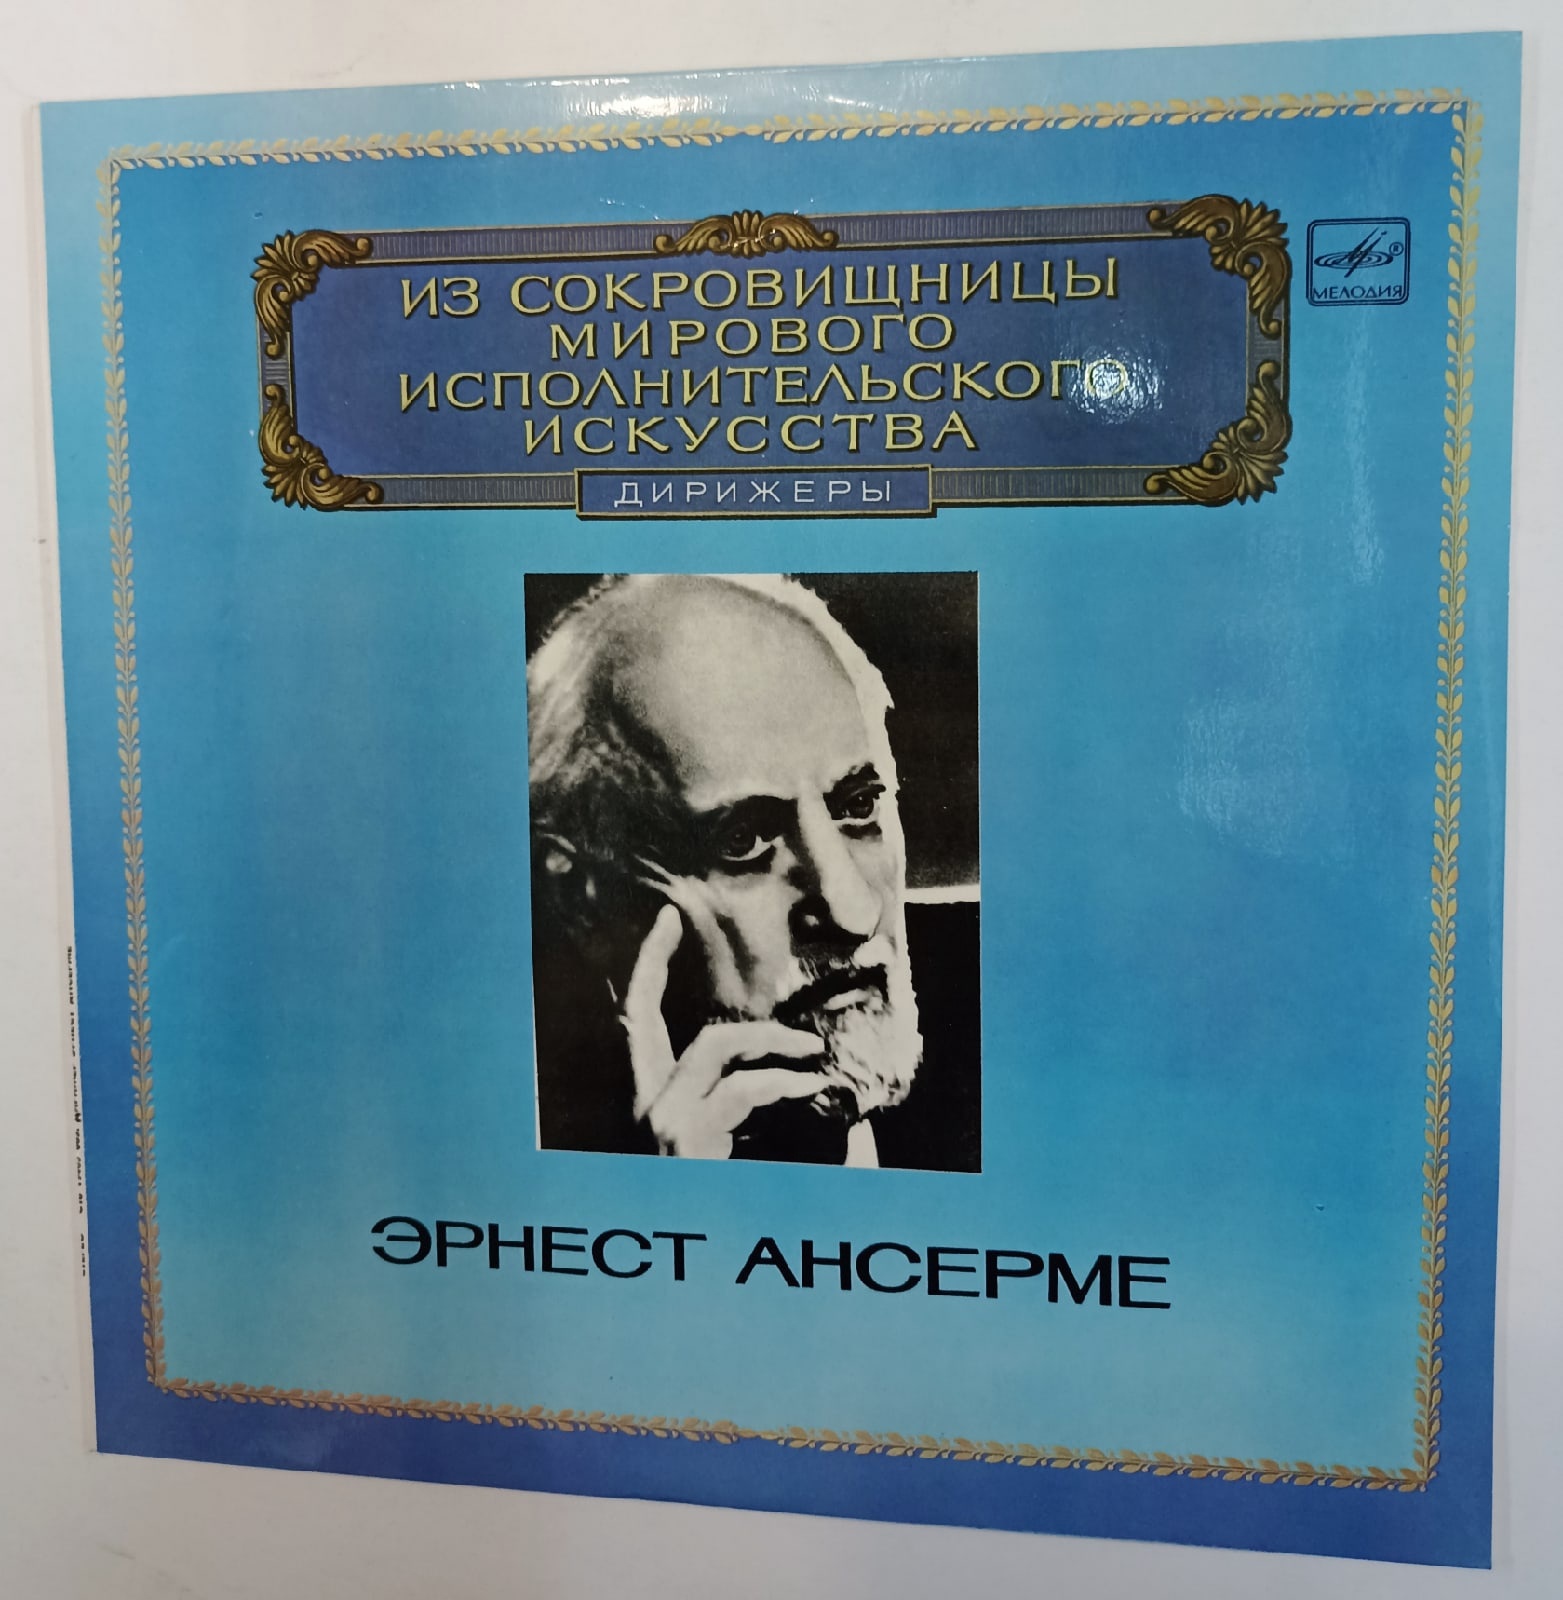 ИЗ СОКРОВИЩНИЦЫ
МИРОВОГО
ИСПОЛНИТЕЛЬСКОГО
ИСКУССТВА
ДИРИЖЕРЫ
МЕЛОДИЯ
ЭРНЕСТ АНСЕРМЕ